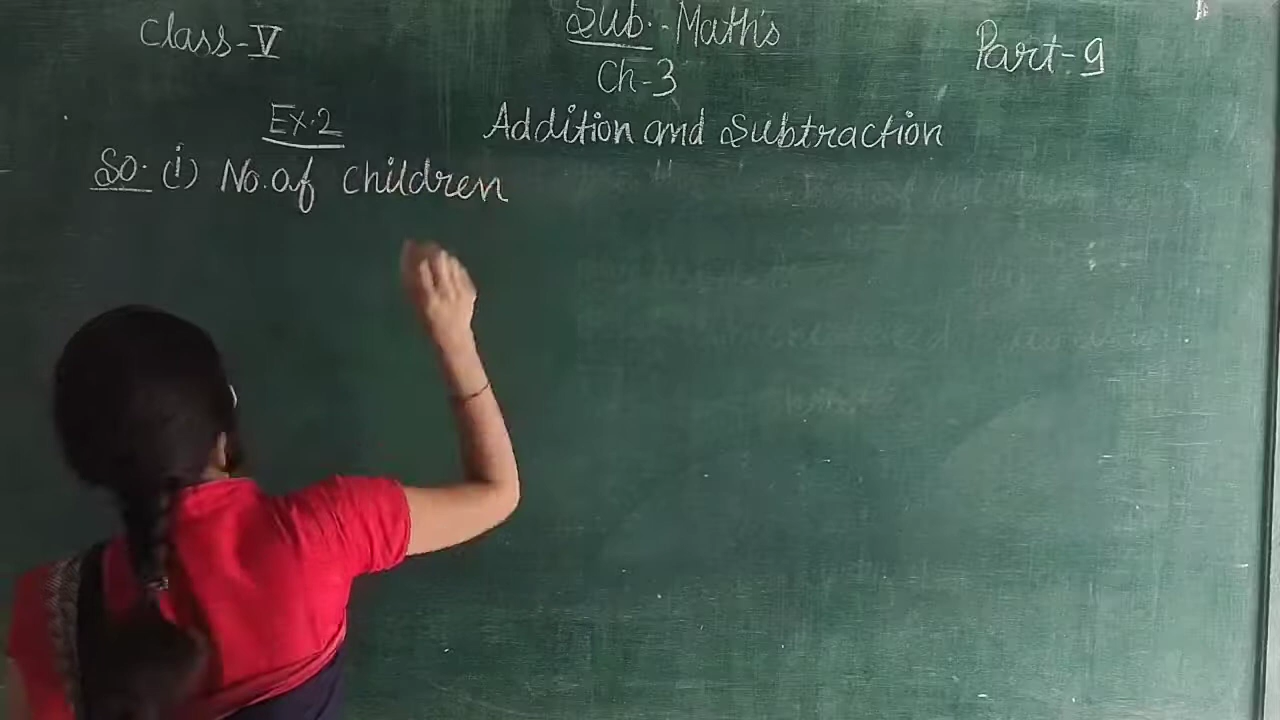 Class-V
Sub.-Maths
Part-9
Ch-3
Ex.2
Addition and Subtraction
So. (i) No. of children